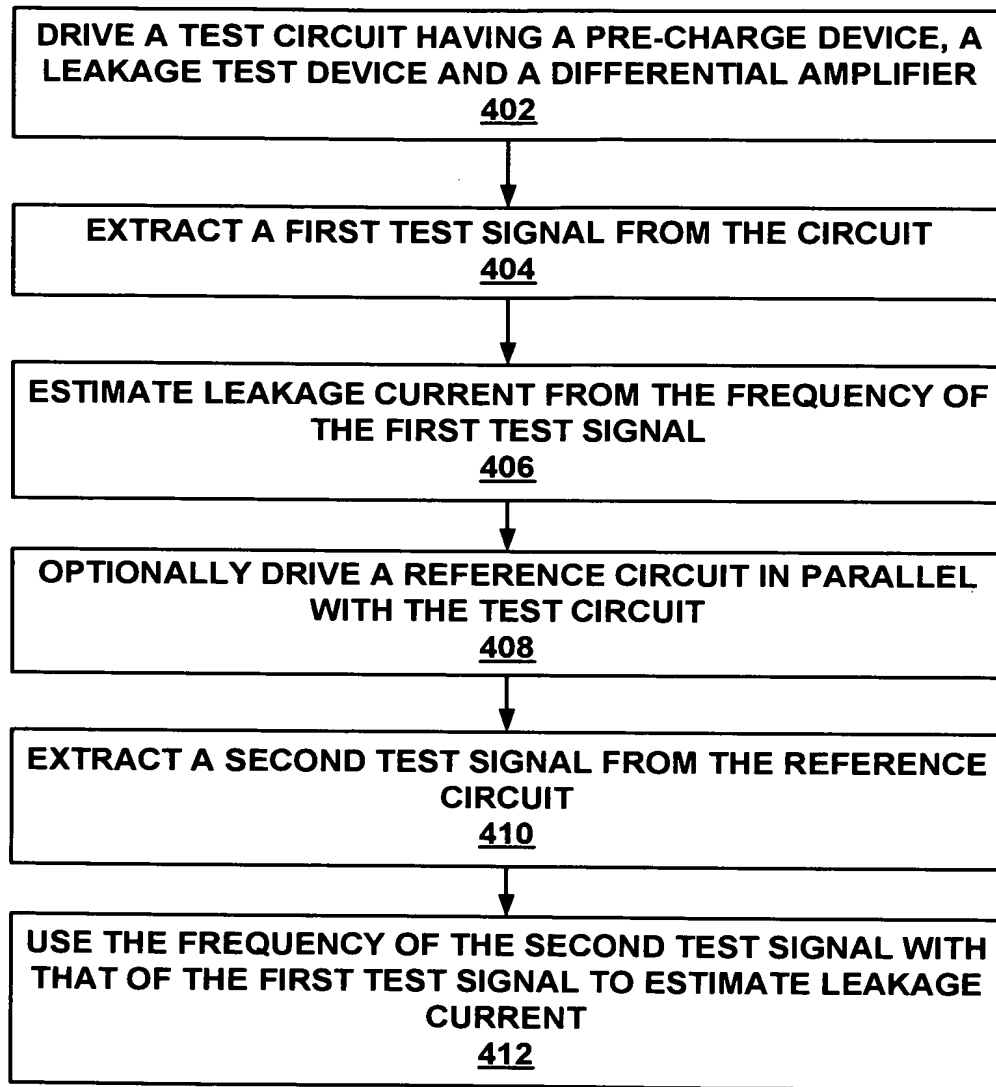 DRIVE A TEST CIRCUIT HAVING A PRE-CHARGE DEVICE, A
LEAKAGE TEST DEVICE AND A DIFFERENTIAL AMPLIFIER
402
EXTRACT A FIRST TEST SIGNAL FROM THE CIRCUIT
404
ESTIMATE LEAKAGE CURRENT FROM THE FREQUENCY OF
THE FIRST TEST SIGNAL
406
OPTIONALLY DRIVE A REFERENCE CIRCUIT IN PARALLEL
WITH THE TEST CIRCUIT
408
EXTRACT A SECOND TEST SIGNAL FROM THE REFERENCE
CIRCUIT
410
USE THE FREQUENCY OF THE SECOND TEST SIGNAL WITH
THAT OF THE FIRST TEST SIGNAL TO ESTIMATE LEAKAGE
CURRENT
412